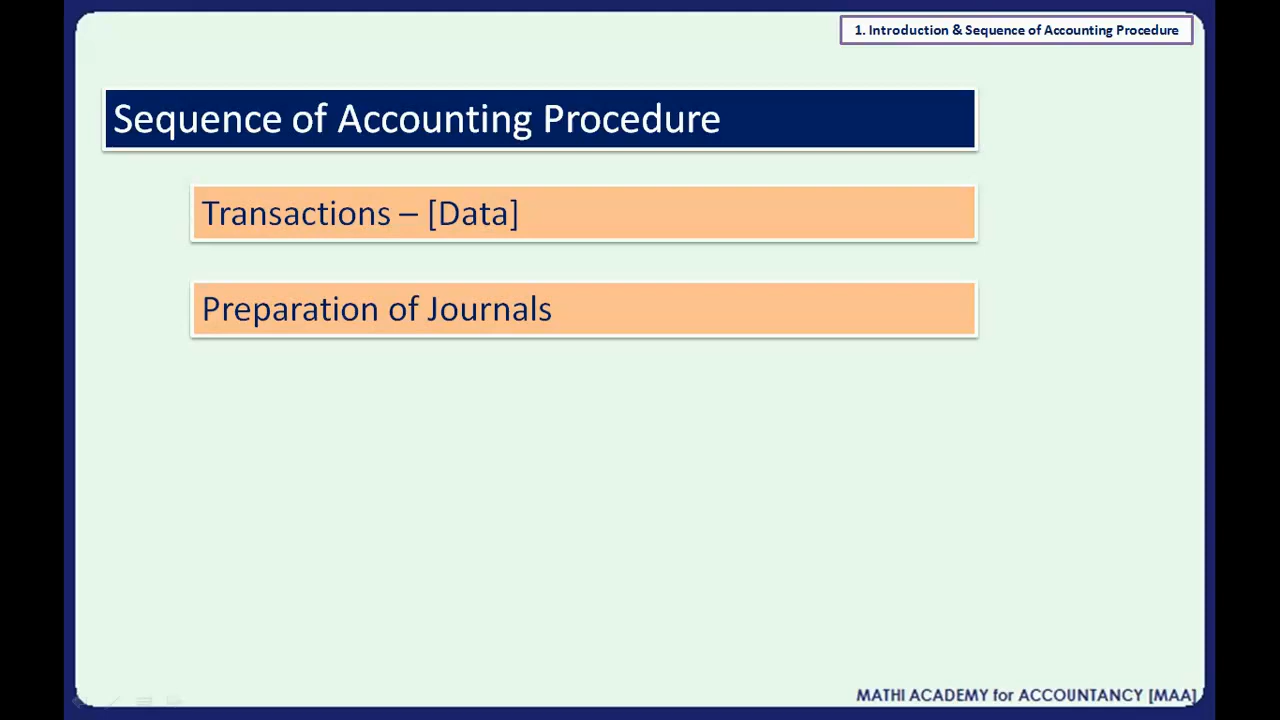 1. Introduction & Sequence of Accounting Procedure
Sequence of Accounting Procedure
Transactions – [Data]
Preparation of Journals
MATHI ACADEMY for ACCOUNTANCY [MAA]